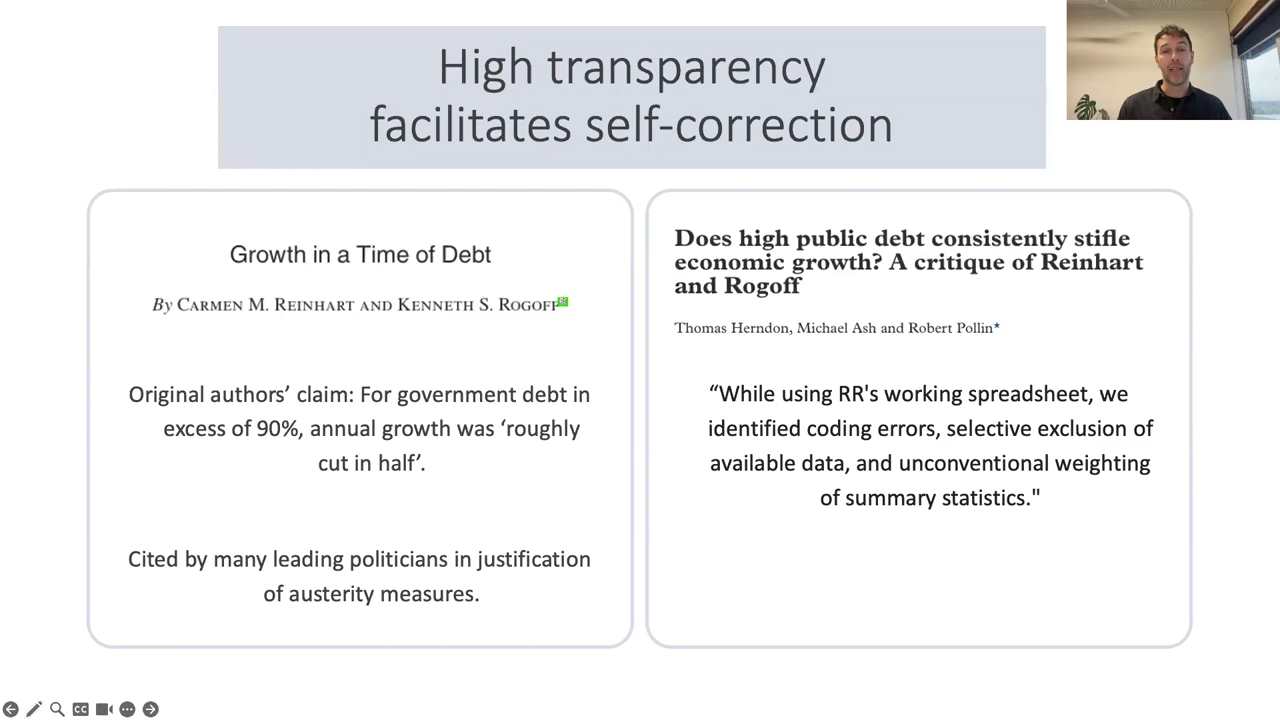 High transparency
facilitates self-correction
Growth in a Time of Debt
By CARMEN M. REINHART AND KENNETH S. ROGOFF
Original authors’ claim: For government debt in
excess of 90%, annual growth was ‘roughly
cut in half’.
Cited by many leading politicians in justification
of austerity measures.
Does high public debt consistently stifle
economic growth? A critique of Reinhart
and Rogoff
Thomas Herndon, Michael Ash and Robert Pollin*
“While using RR's working spreadsheet, we
identified coding errors, selective exclusion of
available data, and unconventional weighting
of summary statistics."
CC